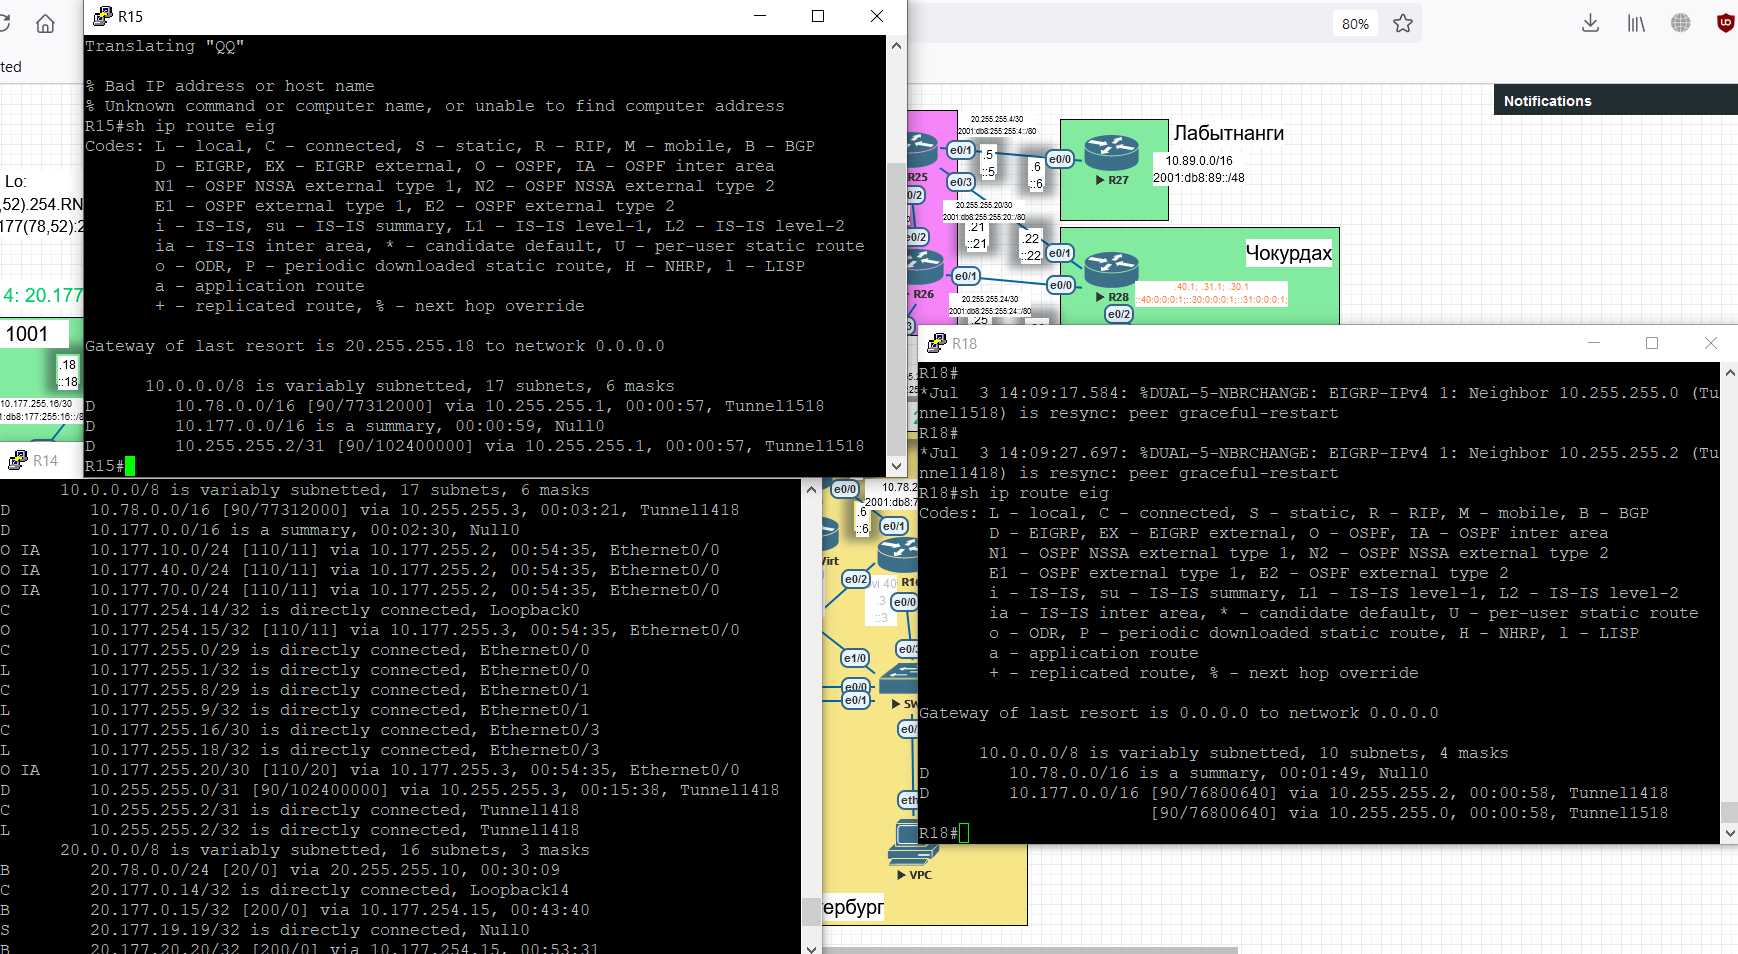 R15
Translating "QQ"
% Bad IP address or host name
% Unknown command or computer name, or unable to find computer address
R15#sh ip route eig
Codes: L - local, C - connected, S - static, R - RIP, M - mobile, B - BGP
D - EIGRP, EX - EIGRP external, O - OSPF, IA - OSPF inter area
N1 - OSPF NSSA external type 1, N2 - OSPF NSSA external type 2
E1 - OSPF external type 1, E2 - OSPF external type 2
i - IS-IS, su - IS-IS summary, L1 - IS-IS level-1, L2 - IS-IS level-2
ia - IS-IS inter area, * - candidate default, U - per-user static route
o - ODR, P - periodic downloaded static route, H - NHRP, l - LISP
a - application route
+ - replicated route, % - next hop override
Gateway of last resort is 20.255.255.18 to network 0.0.0.0
10.0.0.0/8 is variably subnetted, 17 subnets, 6 masks
D 10.78.0.0/16 [90/77312000] via 10.255.255.1, 00:00:57, Tunnel1518
D 10.177.0.0/16 is a summary, 00:00:59, Null0
D 10.255.255.2/31 [90/102400000] via 10.255.255.1, 00:00:57, Tunnel1518
R15#
80%
ted
Lo:
,52).254.RN
177(78,52):2
4: 20.177
1001
.18
::18
10.177.255.16/30
:db8:177:255:16::/8
R14
10.0.0.0/8 is variably subnetted, 17 subnets, 6 masks
D 10.78.0.0/16 [90/77312000] via 10.255.255.3, 00:03:21, Tunnel1418
D 10.177.0.0/16 is a summary, 00:02:30, Null0
O IA 10.177.10.0/24 [110/11] via 10.177.255.2, 00:54:35, Ethernet0/0
O IA 10.177.40.0/24 [110/11] via 10.177.255.2, 00:54:35, Ethernet0/0
O IA 10.177.70.0/24 [110/11] via 10.177.255.2, 00:54:35, Ethernet0/0
C 10.177.254.14/32 is directly connected, Loopback0
O 10.177.254.15/32 [110/11] via 10.177.255.3, 00:54:35, Ethernet0/0
C 10.177.255.0/29 is directly connected, Ethernet0/0
L 10.177.255.1/32 is directly connected, Ethernet0/0
C 10.177.255.8/29 is directly connected, Ethernet0/1
L 10.177.255.9/32 is directly connected, Ethernet0/1
C 10.177.255.16/30 is directly connected, Ethernet0/3
L 10.177.255.18/32 is directly connected, Ethernet0/3
O IA 10.177.255.20/30 [110/20] via 10.177.255.3, 00:54:35, Ethernet0/0
D 10.255.255.0/31 [90/102400000] via 10.255.255.3, 00:15:38, Tunnel1418
C 10.255.255.2/31 is directly connected, Tunnel1418
L 10.255.255.2/32 is directly connected, Tunnel1418
20.0.0.0/8 is variably subnetted, 16 subnets, 3 masks
B 20.78.0.0/24 [20/0] via 20.255.255.10, 00:30:09
C 20.177.0.14/32 is directly connected, Loopback14
B 20.177.0.15/32 [200/0] via 10.177.254.15, 00:43:40
S 20.177.19.19/32 is directly connected, Null0
B 20.177.20.20/32 [200/0] via 10.177.254.15, 00:53:31
Notifications
20.255.255.4/30
2001:db8:255:255:4::/80
e0/1
.5
::5
.6
::6
e0/0
R25
R27
Лабытнанги
10.89.0.0/16
2001:db8:89::/48
e0/3
20.255.255.20/30
2001:db8:255:255:20::/80
.21
::21
.22
::22
e0/1
Чокурдах
e0/1
e0/0
R26
R28
.40.1; .31.1; .30.1
::40:0:0:0:1;::30:0:0:0:1;::31:0:0:0:1;
20.255.255.24/30
2001:db8:255:255:24::/80
.25
e0/2
R18
R18#
*Jul 3 14:09:17.584: %DUAL-5-NBRCHANGE: EIGRP-IPv4 1: Neighbor 10.255.255.0 (Tu
nnel1518) is resync: peer graceful-restart
R18#
*Jul 3 14:09:27.697: %DUAL-5-NBRCHANGE: EIGRP-IPv4 1: Neighbor 10.255.255.2 (Tu
nnel1418) is resync: peer graceful-restart
R18#sh ip route eig
Codes: L - local, C - connected, S - static, R - RIP, M - mobile, B - BGP
D - EIGRP, EX - EIGRP external, O - OSPF, IA - OSPF inter area
N1 - OSPF NSSA external type 1, N2 - OSPF NSSA external type 2
E1 - OSPF external type 1, E2 - OSPF external type 2
i - IS-IS, su - IS-IS summary, L1 - IS-IS level-1, L2 - IS-IS level-2
ia - IS-IS inter area, * - candidate default, U - per-user static route
o - ODR, P - periodic downloaded static route, H - NHRP, l - LISP
a - application route
+ - replicated route, % - next hop override
Gateway of last resort is 0.0.0.0 to network 0.0.0.0
10.0.0.0/8 is variably subnetted, 10 subnets, 4 masks
D 10.78.0.0/16 is a summary, 00:01:49, Null0
D 10.177.0.0/16 [90/76800640] via 10.255.255.2, 00:00:58, Tunnel1418
[90/76800640] via 10.255.255.0, 00:00:58, Tunnel1518
R18#
e0/0
10.78.2
2001:db8:7
.6
::6
e0/1
Virt
e0/2
R16
.3
::3
e0/0
e0/3
e1/0
e0/0
e0/1
SW
e0/
eth
VPC
ербург